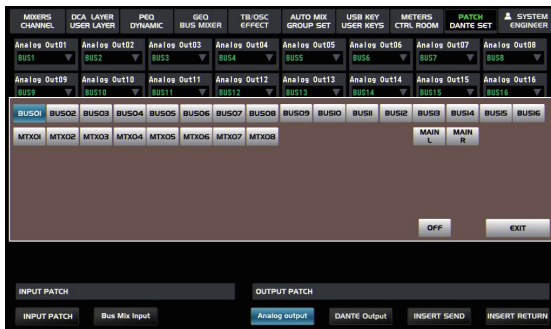 MIXERS DCA LAYER PEQ GEQ TB/OSC AUTO MIX USB KEY METERS PATCH SYSTEM
CHANNEL USER LAYER DYNAMIC BUS MIXER EFFECT GROUP SET USER KEYS CTRL ROOM DANTE SET ENGINEER
Analog Out01 Analog Out02 Analog Out03 Analog Out04 Analog Out05 Analog Out06 Analog Out07 Analog Out08
BUS1 BUS2 BUS3 BUS4 BUS5 BUS6 BUS7 BUS8
Analog Out09 Analog Out10 Analog Out11 Analog Out12 Analog Out13 Analog Out14 Analog Out15 Analog Out16
BUS9 BUS10 BUS11 BUS12 BUS13 BUS14 BUS15 BUS16
BUS01 BUS02 BUS03 BUS04 BUS05 BUS06 BUS07 BUS08 BUS09 BUS10 BUS11 BUS12 BUS13 BUS14 BUS15 BUS16
MTX01 MTX02 MTX03 MTX04 MTX05 MTX06 MTX07 MTX08 MAIN L MAIN R
OFF EXIT
INPUT PATCH OUTPUT PATCH
INPUT PATCH Bus Mix Input Analog output DANTE Output INSERT SEND INSERT RETURN